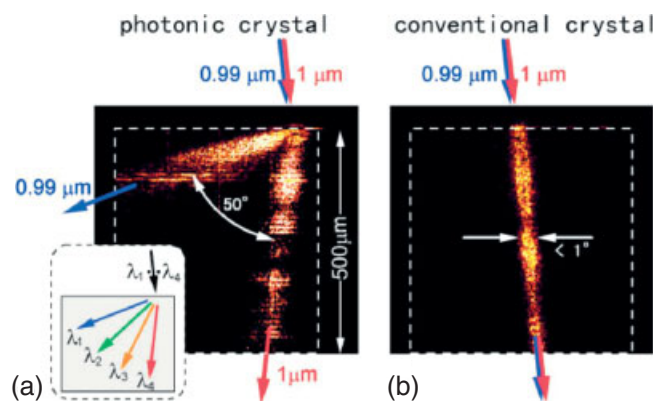 photonic crystal
conventional crystal
0.99 μm
1 μm
0.99 μm
1 μm
0.99 μm
50°
500μm
< 1°
λ1 λ4
λ1
λ2
λ3
λ4
1μm
(a)
(b)